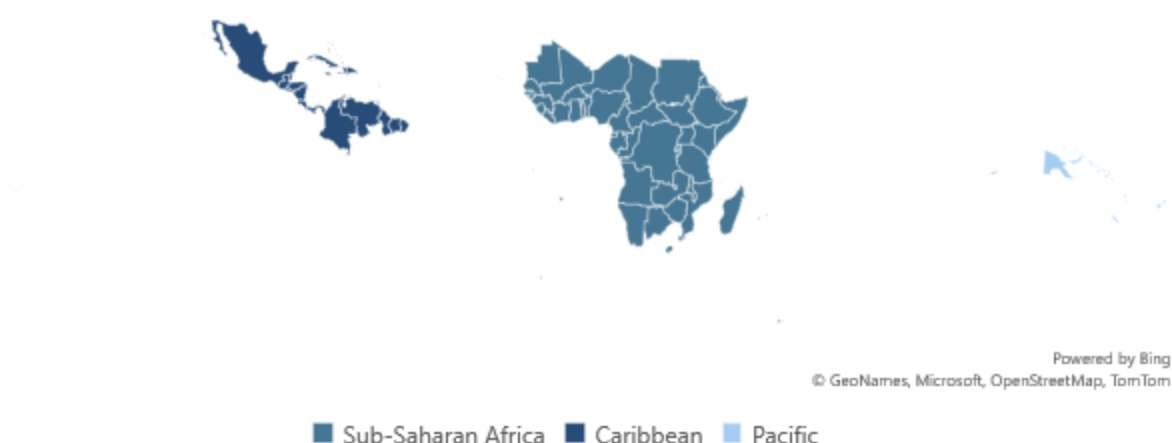 Powered by Bing
© GeoNames, Microsoft, OpenStreetMap, TomTom
Sub-Saharan Africa Caribbean Pacific